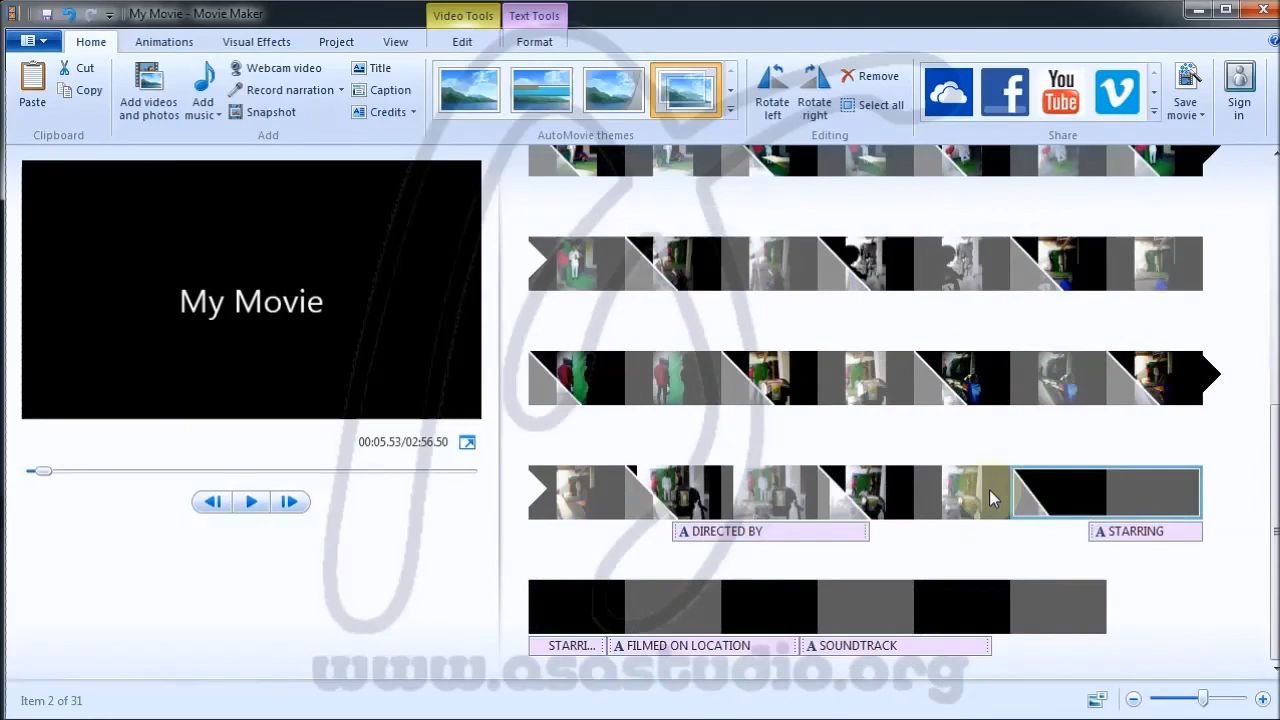 My Movie - Movie Maker
Video Tools
Text Tools
Home
Animations
Visual Effects
Project
View
Edit
Format
Paste
Cut
Copy
Clipboard
Add videos
and photos
Add
music
Webcam video
Record narration
Snapshot
Title
Caption
Credits
Add
AutoMovie themes
Rotate
left
Rotate
right
Remove
Select all
Editing
You
Tube
Share
Save
movie
Sign
in
My Movie
00:05.53/02:56.50
A DIRECTED BY
A STARRING
STARRI...
A FILMED ON LOCATION
A SOUNDTRACK
www.asastudio.org
Item 2 of 31